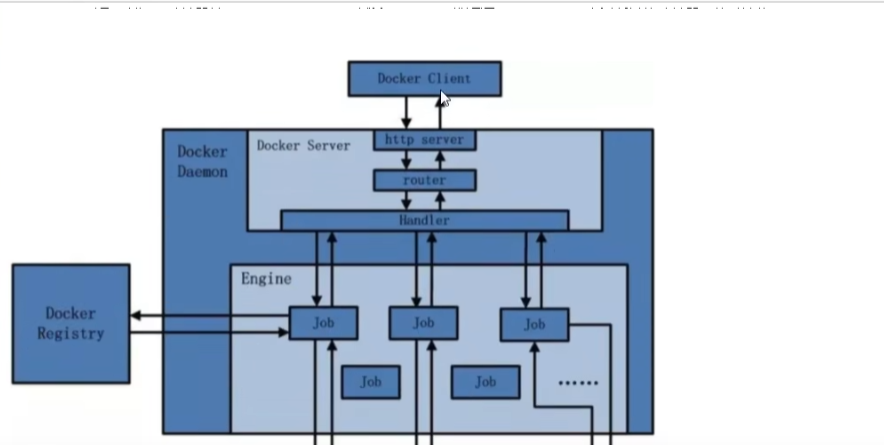 Docker Client
Docker
Daemon
Docker Server
http server
router
Handler
Engine
Docker
Registry
Job
Job
Job
Job
Job
......